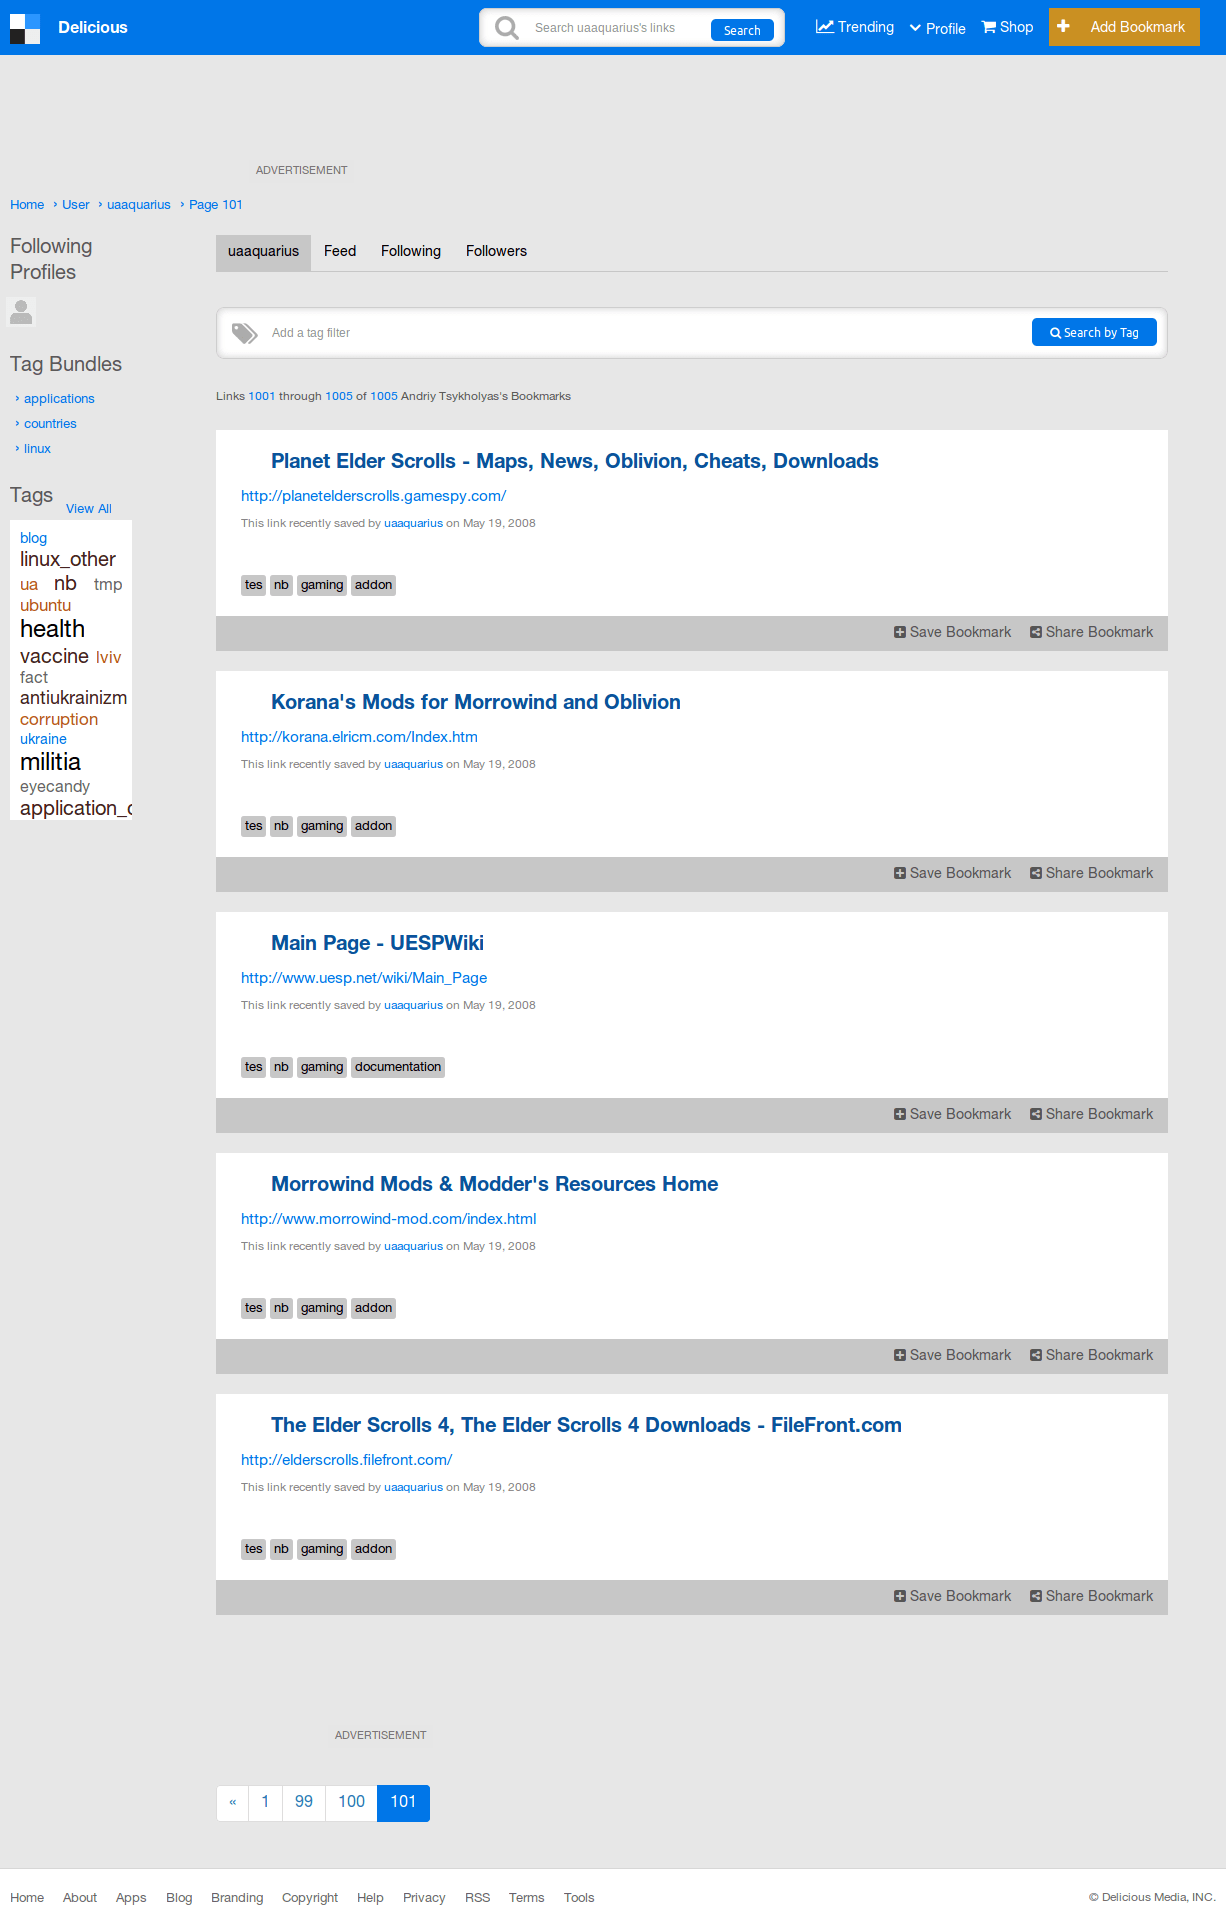 Delicious
Search uaaquarius's links
Search
Trending
Profile
Shop
Add Bookmark
ADVERTISEMENT
Home › User › uaaquarius › Page 101
Following
Profiles
Tag Bundles
› applications
› countries
› linux
Tags
View All
blog
linux_other
ua nb tmp
ubuntu
health
vaccine lviv
fact
antiukrainizm
corruption
ukraine
militia
eyecandy
application_
uaaquarius Feed Following Followers
Add a tag filter
Search by Tag
Links 1001 through 1005 of 1005 Andriy Tsykholyas's Bookmarks
Planet Elder Scrolls - Maps, News, Oblivion, Cheats, Downloads
http://planetelderscrolls.gamespy.com/
This link recently saved by uaaquarius on May 19, 2008
tes nb gaming addon
Save Bookmark Share Bookmark
Korana's Mods for Morrowind and Oblivion
http://korana.elricm.com/Index.htm
This link recently saved by uaaquarius on May 19, 2008
tes nb gaming addon
Save Bookmark Share Bookmark
Main Page - UESPWiki
http://www.uesp.net/wiki/Main_Page
This link recently saved by uaaquarius on May 19, 2008
tes nb gaming documentation
Save Bookmark Share Bookmark
Morrowind Mods & Modder's Resources Home
http://www.morrowind-mod.com/index.html
This link recently saved by uaaquarius on May 19, 2008
tes nb gaming addon
Save Bookmark Share Bookmark
The Elder Scrolls 4, The Elder Scrolls 4 Downloads - FileFront.com
http://elderscrolls.filefront.com/
This link recently saved by uaaquarius on May 19, 2008
tes nb gaming addon
Save Bookmark Share Bookmark
ADVERTISEMENT
« 1 99 100 101
Home About Apps Blog Branding Copyright Help Privacy RSS Terms Tools
© Delicious Media, INC.